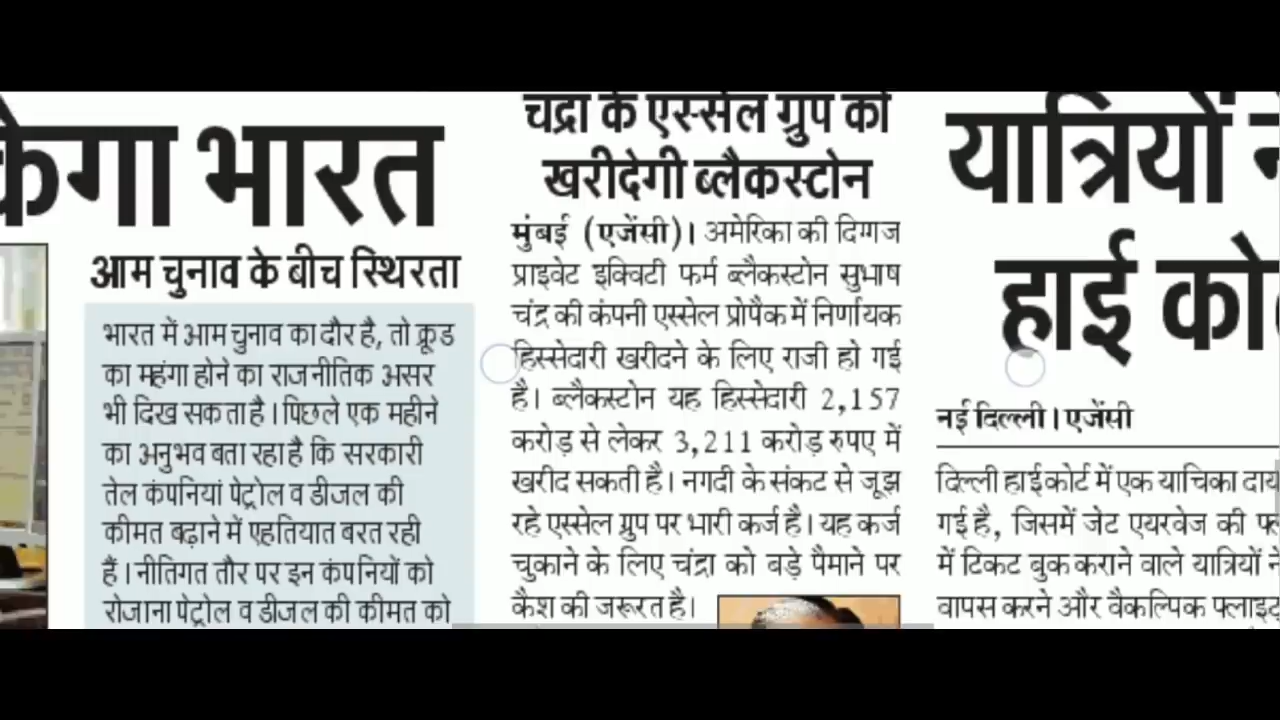 केगा भारत
आम चुनाव के बीच स्थिरता
भारत में आम चुनाव का दौर है, तो क्रूड
का महंगा होने का राजनीतिक असर
भी दिख सकता है। पिछले एक महीने
का अनुभव बता रहा है कि सरकारी
तेल कंपनियां पेट्रोल व डीजल की
कीमत बढ़ाने में एहतियात बरत रही
हैं। नीतिगत तौर पर इन कंपनियों को
रोजाना पेट्रोल व डीजल की कीमत को
चंद्रा के एस्सेल ग्रुप को
खरीदेगी ब्लैकस्टोन
मुंबई (एजेंसी)। अमेरिका की दिग्गज
प्राइवेट इक्विटी फर्म ब्लैकस्टोन सुभाष
चंद्र की कंपनी एस्सेल प्रोपैक में निर्णायक
हिस्सेदारी खरीदने के लिए राजी हो गई
है। ब्लैकस्टोन यह हिस्सेदारी 2,157
करोड़ से लेकर 3,211 करोड़ रुपए में
खरीद सकती है। नगदी के संकट से जूझ
रहे एस्सेल ग्रुप पर भारी कर्ज है। यह कर्ज
चुकाने के लिए चंद्रा को बड़े पैमाने पर
कैश की जरूरत है।
यात्रियों
हाई को
नई दिल्ली। एजेंसी
दिल्ली हाईकोर्ट में एक याचिका दाय
गई है, जिसमें जेट एयरवेज की
में टिकट बुक कराने वाले यात्रियों
वापस करने और वैकल्पिक फ्लाइट